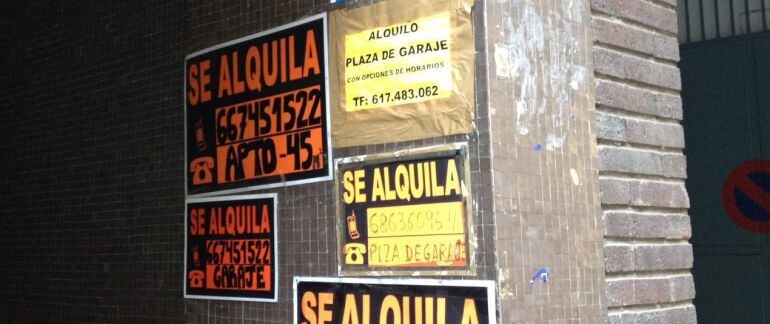 SE ALQUILA
667451522
APTO-45 m²
ALQUILO
PLAZA DE GARAJE
CON OPCIONES DE HORARIOS
TF: 617.483.062
SE ALQUILA
667451522
GARAJE
SE ALQUILA
PLZA DE GARAJE
SE ALQUILA